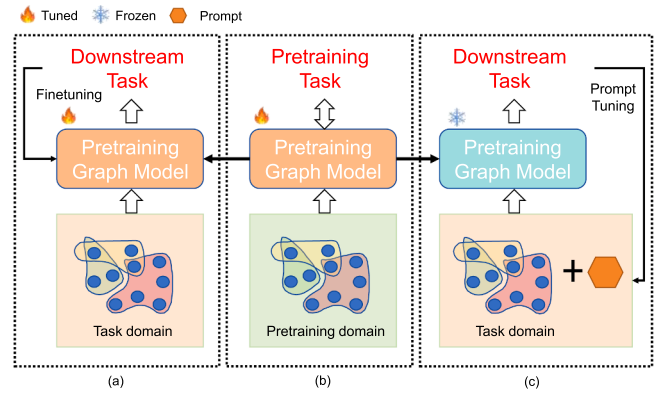 Tuned Frozen Prompt
Downstream
Task
Finetuning
Pretraining
Graph Model
Task domain
(a)
Pretraining
Task
Pretraining
Graph Model
Pretraining domain
(b)
Downstream
Task
Prompt
Tuning
Pretraining
Graph Model
Task domain
(c)